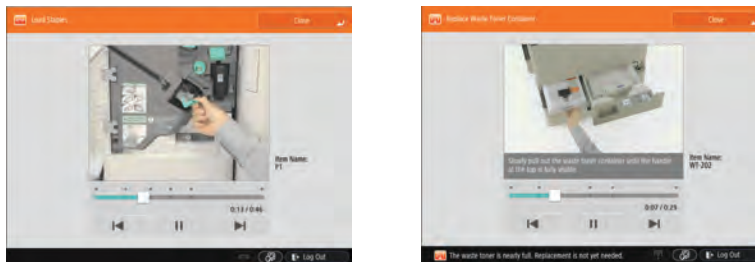 Load Staples
Close
Item Name:
P1
0:13 / 0:46
Log Out
Replace Waste Toner Container
Close
Slowly pull out the waste toner container until the handle
at the top is fully visible.
Item Name:
WT-202
0:07 / 0:29
The waste toner is nearly full. Replacement is not yet needed.
Log Out